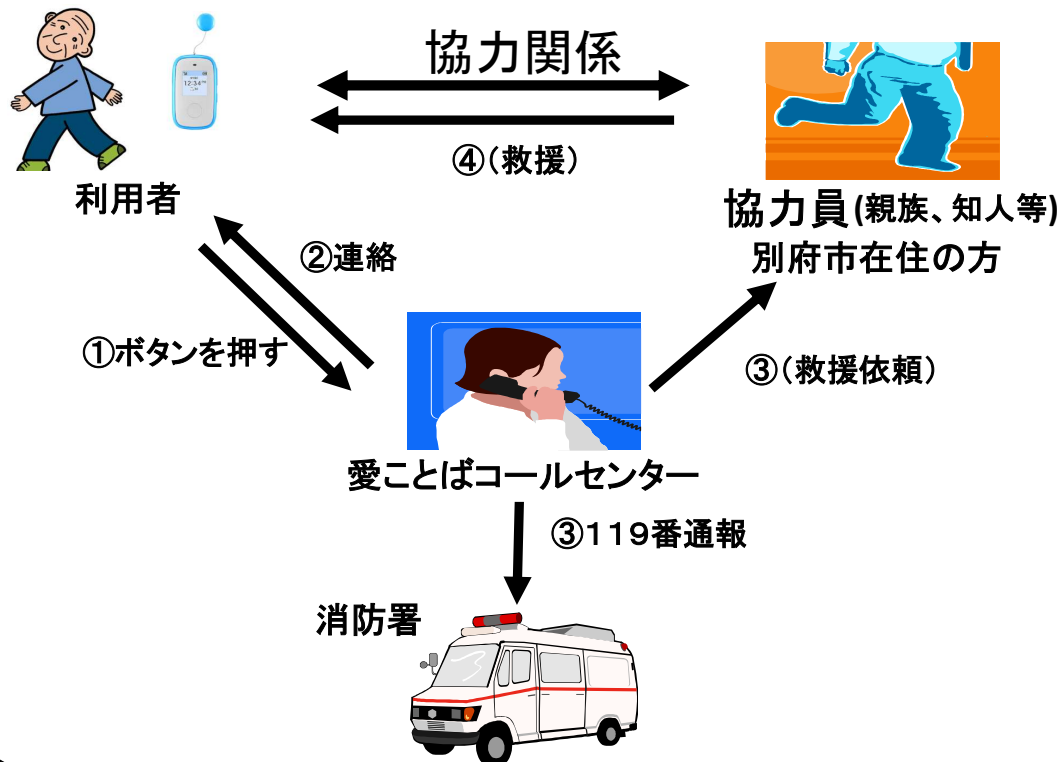 協力関係
④(救援)
利用者
協力員(親族、知人等)
別府市在住の方
②連絡
①ボタンを押す
③(救援依頼)
愛ことばコールセンター
③119番通報
消防署